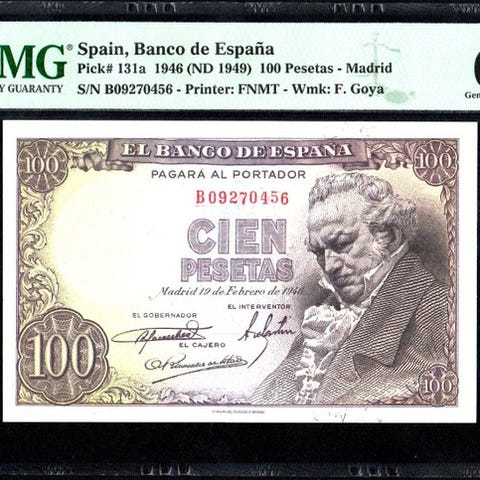 MG® Spain, Banco de España
Pick# 131a 1946 (ND 1949) 100 Pesetas - Madrid
Y GUARANTY S/N B09270456 - Printer: FNMT - Wmk: F. Goya
100 EL BANCO DE ESPAÑA 100
PAGARÁ AL PORTADOR
B09270456
CIEN
PESETAS
Madrid 19 de Febrero de 1946
EL GOBERNADOR EL INTERVENTOR
EL CAJERO
100 100